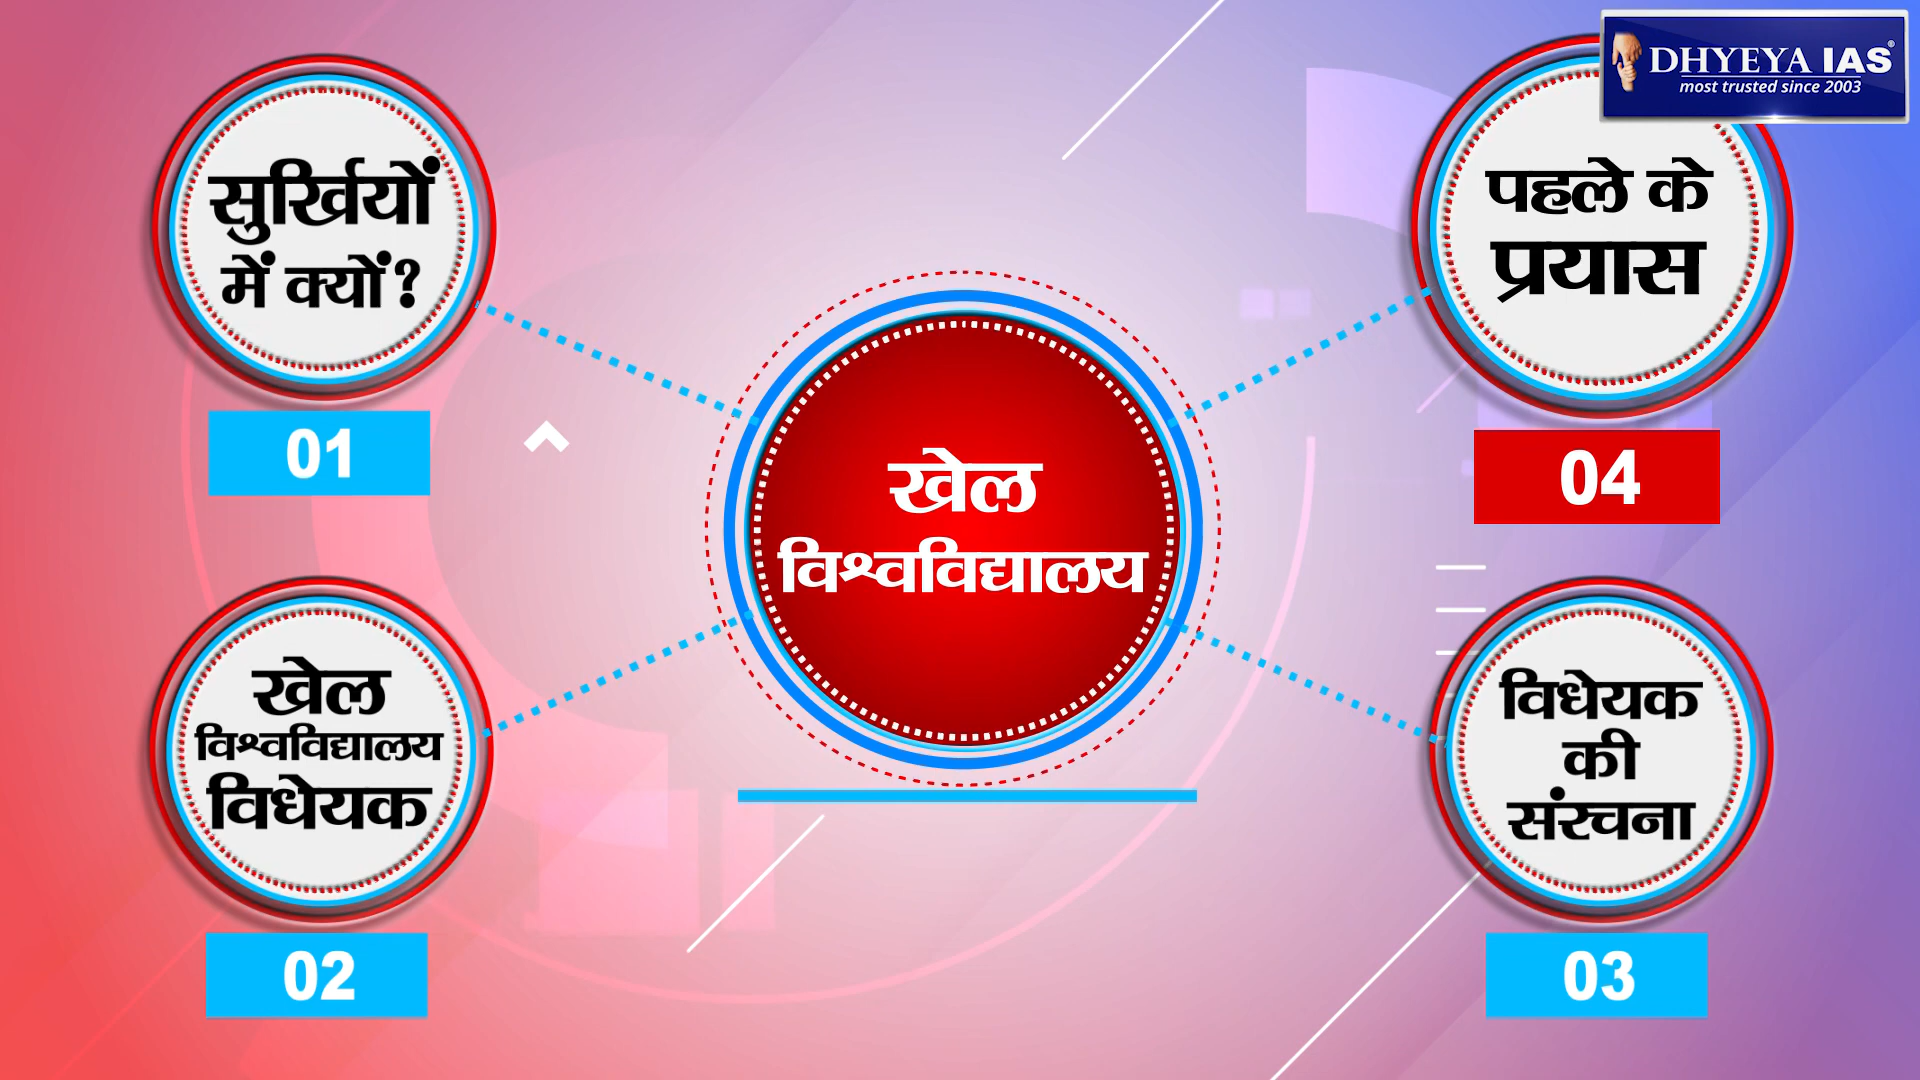 DHYEYA IAS®
most trusted since 2003
सुर्खियों
में क्यों?
01
खेल
विश्वविद्यालय
विधेयक
02
खेल
विश्वविद्यालय
विधेयक
की
संरचना
03
पहले के
प्रयास
04